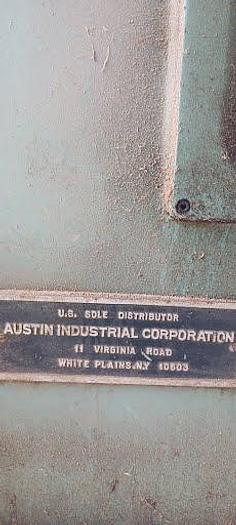 U.S. SOLE DISTRIBUTOR
AUSTIN INDUSTRIAL CORPORATION
11 VIRGINIA ROAD
WHITE PLAINS.N.Y 10603